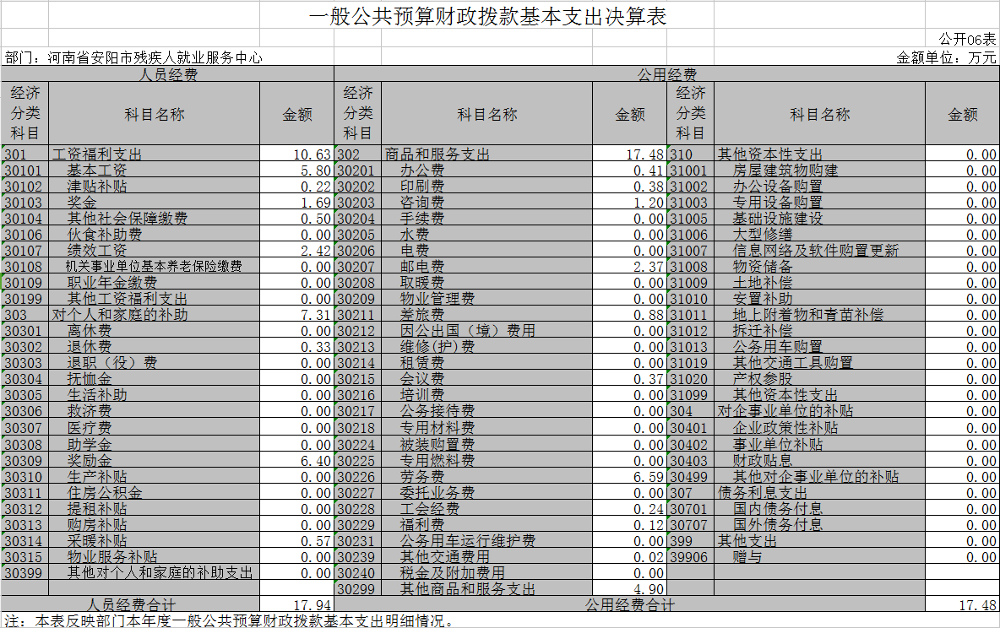 一般公共预算财政拨款基本支出决算表
公开06表
部门：河南省安阳市残疾人就业服务中心 金额单位：万元
人员经费 公用经费
经济分类科目 科目名称 金额 经济分类科目 科目名称 金额 经济分类科目 科目名称 金额
301 工资福利支出 10.63 302 商品和服务支出 17.48 310 其他资本性支出 0.00
30101 基本工资 5.80 30201 办公费 0.41 31001 房屋建筑物购建 0.00
30102 津贴补贴 0.22 30202 印刷费 0.38 31002 办公设备购置 0.00
30103 奖金 1.69 30203 咨询费 1.20 31003 专用设备购置 0.00
30104 其他社会保障缴费 0.50 30204 手续费 0.00 31005 基础设施建设 0.00
30106 伙食补助费 0.00 30205 水费 0.00 31006 大型修缮 0.00
30107 绩效工资 2.42 30206 电费 0.00 31007 信息网络及软件购置更新 0.00
30108 机关事业单位基本养老保险缴费 0.00 30207 邮电费 2.37 31008 物资储备 0.00
30109 职业年金缴费 0.00 30208 取暖费 0.00 31009 土地补偿 0.00
30199 其他工资福利支出 0.00 30209 物业管理费 0.00 31010 安置补助 0.00
303 对个人和家庭的补助 7.31 30211 差旅费 0.88 31011 地上附着物和青苗补偿 0.00
30301 离休费 0.00 30212 因公出国（境）费用 0.00 31012 拆迁补偿 0.00
30302 退休费 0.33 30213 维修(护)费 0.00 31013 公务用车购置 0.00
30303 退职（役）费 0.00 30214 租赁费 0.00 31019 其他交通工具购置 0.00
30304 抚恤金 0.00 30215 会议费 0.37 31020 产权参股 0.00
30305 生活补助 0.00 30216 培训费 0.00 31099 其他资本性支出 0.00
30306 救济费 0.00 30217 公务接待费 0.00 304 对企事业单位的补贴 0.00
30307 医疗费 0.00 30218 专用材料费 0.00 30401 企业政策性补贴 0.00
30308 助学金 0.00 30224 被装购置费 0.00 30402 事业单位补贴 0.00
30309 奖励金 6.40 30225 专用燃料费 0.00 30403 财政贴息 0.00
30310 生产补贴 0.00 30226 劳务费 6.59 30499 其他对企事业单位的补贴 0.00
30311 住房公积金 0.00 30227 委托业务费 0.00 307 债务利息支出 0.00
30312 提租补贴 0.00 30228 工会经费 0.24 30701 国内债务付息 0.00
30313 购房补贴 0.00 30229 福利费 0.12 30707 国外债务付息 0.00
30314 采暖补贴 0.57 30231 公务用车运行维护费 0.00 399 其他支出 0.00
30315 物业服务补贴 0.00 30239 其他交通费用 0.02 39906 赠与 0.00
30399 其他对个人和家庭的补助支出 0.00 30240 税金及附加费用 0.00
30299 其他商品和服务支出 4.90
人员经费合计 17.94 公用经费合计 17.48
注：本表反映部门本年度一般公共预算财政拨款基本支出明细情况。